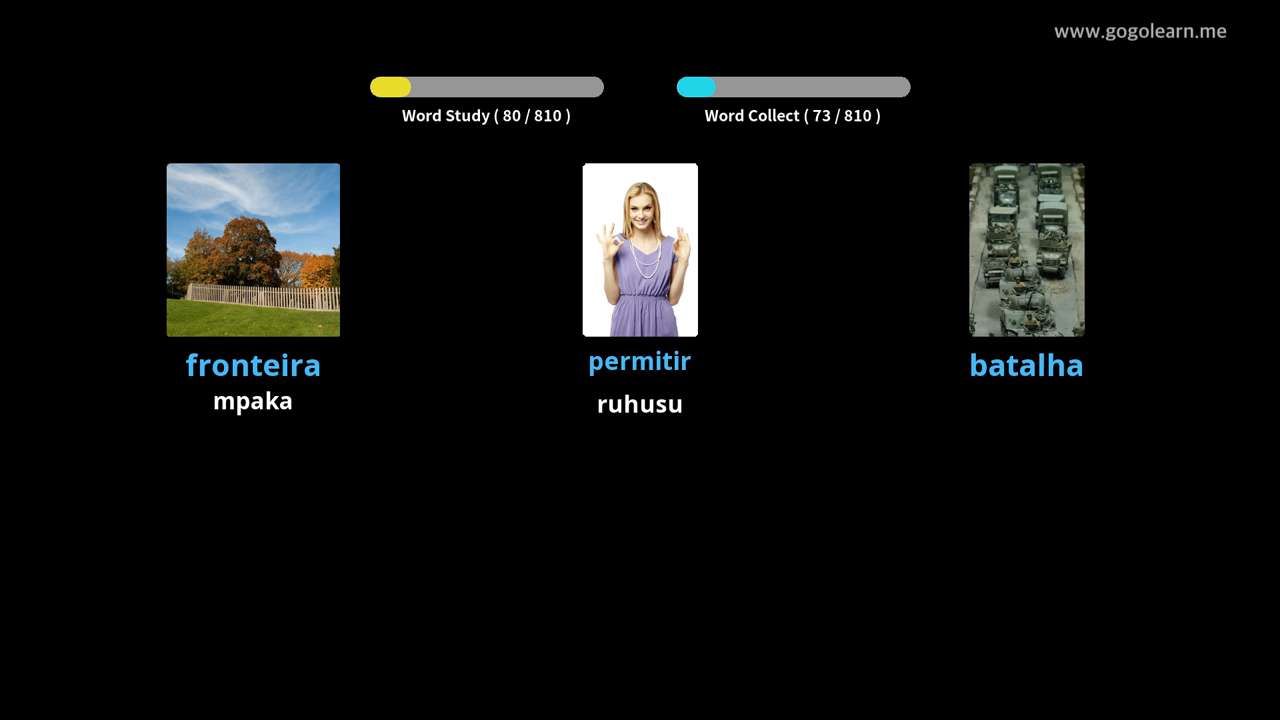 www.gogolearn.me
Word Study ( 80 / 810 )
Word Collect ( 73 / 810 )
fronteira
mpaka
permitir
ruhusu
batalha